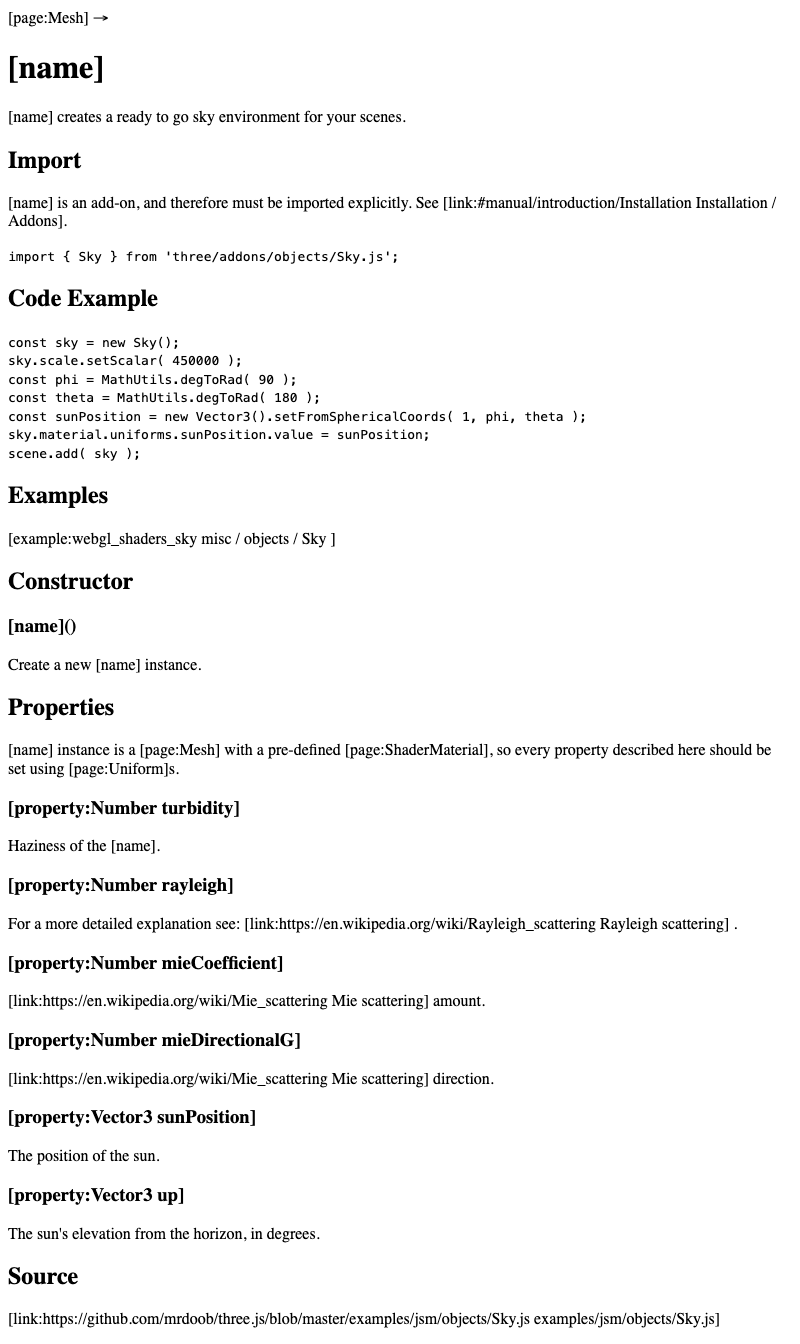 [page:Mesh] →
[name]
[name] creates a ready to go sky environment for your scenes.
Import
[name] is an add-on, and therefore must be imported explicitly. See [link:#manual/introduction/Installation Installation /
Addons].
import { Sky } from 'three/addons/objects/Sky.js';
Code Example
const sky = new Sky();
sky.scale.setScalar( 450000 );
const phi = MathUtils.degToRad( 90 );
const theta = MathUtils.degToRad( 180 );
const sunPosition = new Vector3().setFromSphericalCoords( 1, phi, theta );
sky.material.uniforms.sunPosition.value = sunPosition;
scene.add( sky );
Examples
[example:webgl_shaders_sky misc / objects / Sky ]
Constructor
[name]()
Create a new [name] instance.
Properties
[name] instance is a [page:Mesh] with a pre-defined [page:ShaderMaterial], so every property described here should be
set using [page:Uniform]s.
[property:Number turbidity]
Haziness of the [name].
[property:Number rayleigh]
For a more detailed explanation see: [link:https://en.wikipedia.org/wiki/Rayleigh_scattering Rayleigh scattering] .
[property:Number mieCoefficient]
[link:https://en.wikipedia.org/wiki/Mie_scattering Mie scattering] amount.
[property:Number mieDirectionalG]
[link:https://en.wikipedia.org/wiki/Mie_scattering Mie scattering] direction.
[property:Vector3 sunPosition]
The position of the sun.
[property:Vector3 up]
The sun's elevation from the horizon, in degrees.
Source
[link:https://github.com/mrdoob/three.js/blob/master/examples/jsm/objects/Sky.js examples/jsm/objects/Sky.js]